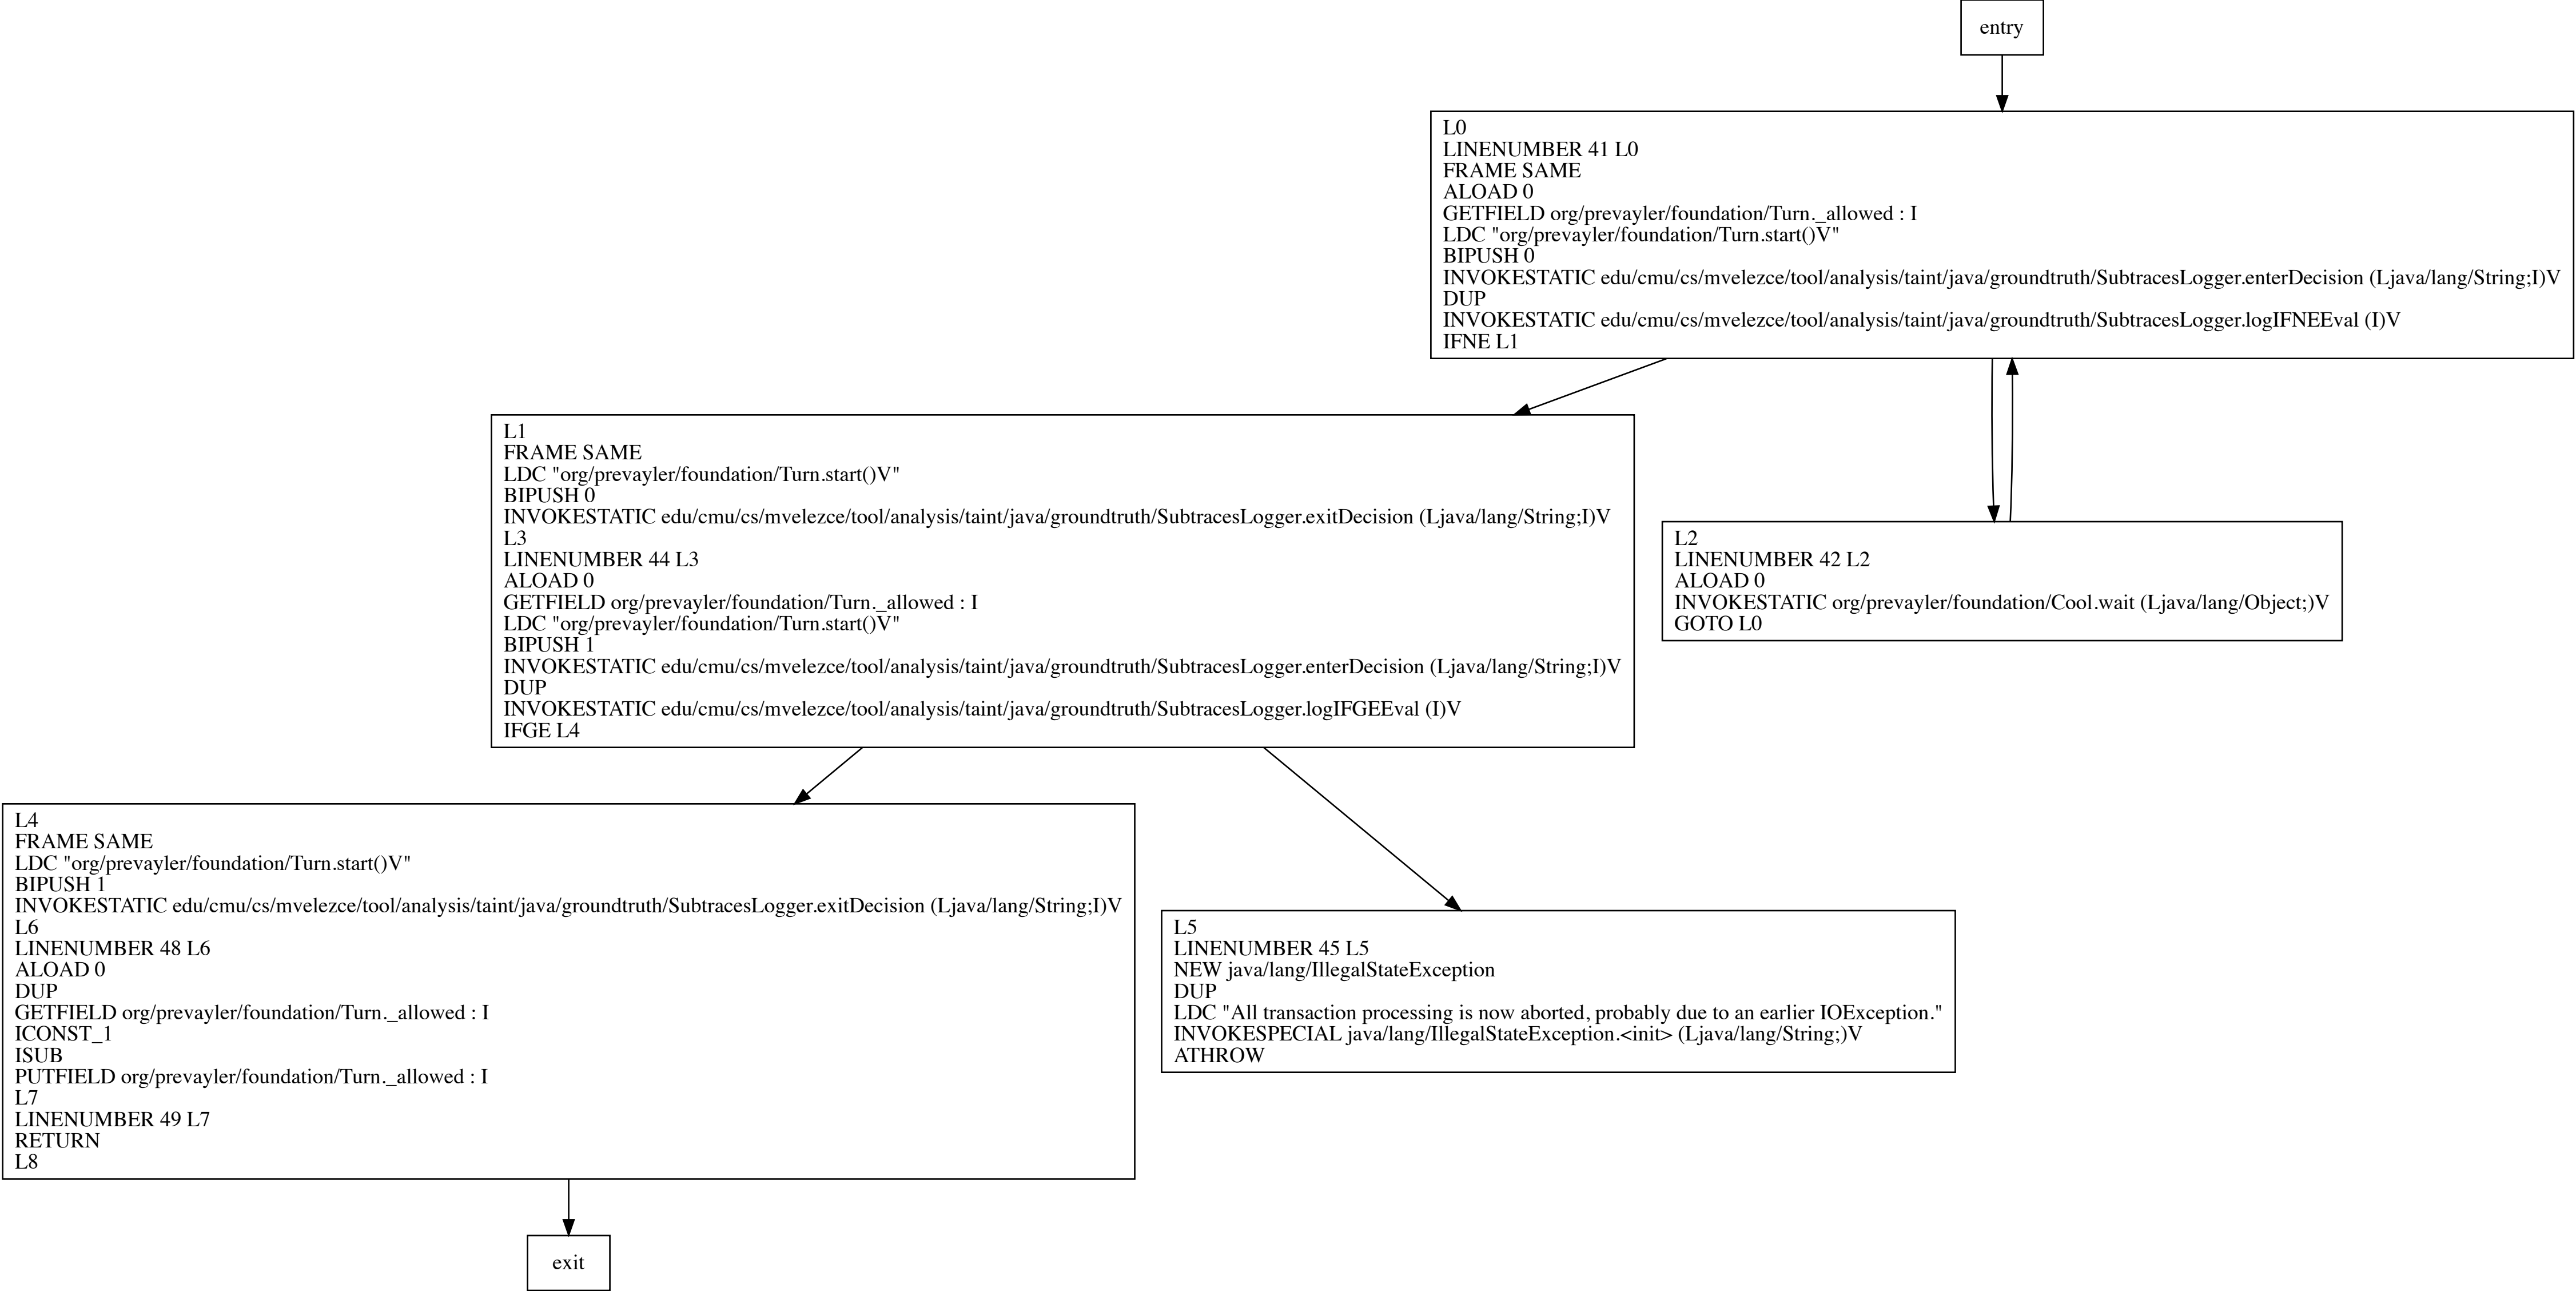 entry
L0
LINENUMBER 41 L0
FRAME SAME
ALOAD 0
GETFIELD org/prevayler/foundation/Turn._allowed : I
LDC "org/prevayler/foundation/Turn.start()V"
BIPUSH 0
INVOKESTATIC edu/cmu/cs/mvelezce/tool/analysis/taint/java/groundtruth/SubtracesLogger.enterDecision (Ljava/lang/String;I)V
DUP
INVOKESTATIC edu/cmu/cs/mvelezce/tool/analysis/taint/java/groundtruth/SubtracesLogger.logIFNEEval (I)V
IFNE L1
L1
FRAME SAME
LDC "org/prevayler/foundation/Turn.start()V"
BIPUSH 0
INVOKESTATIC edu/cmu/cs/mvelezce/tool/analysis/taint/java/groundtruth/SubtracesLogger.exitDecision (Ljava/lang/String;I)V
L3
LINENUMBER 44 L3
ALOAD 0
GETFIELD org/prevayler/foundation/Turn._allowed : I
LDC "org/prevayler/foundation/Turn.start()V"
BIPUSH 1
INVOKESTATIC edu/cmu/cs/mvelezce/tool/analysis/taint/java/groundtruth/SubtracesLogger.enterDecision (Ljava/lang/String;I)V
DUP
INVOKESTATIC edu/cmu/cs/mvelezce/tool/analysis/taint/java/groundtruth/SubtracesLogger.logIFGEEval (I)V
IFGE L4
L2
LINENUMBER 42 L2
ALOAD 0
INVOKESTATIC org/prevayler/foundation/Cool.wait (Ljava/lang/Object;)V
GOTO L0
L4
FRAME SAME
LDC "org/prevayler/foundation/Turn.start()V"
BIPUSH 1
INVOKESTATIC edu/cmu/cs/mvelezce/tool/analysis/taint/java/groundtruth/SubtracesLogger.exitDecision (Ljava/lang/String;I)V
L6
LINENUMBER 48 L6
ALOAD 0
DUP
GETFIELD org/prevayler/foundation/Turn._allowed : I
ICONST_1
ISUB
PUTFIELD org/prevayler/foundation/Turn._allowed : I
L7
LINENUMBER 49 L7
RETURN
L8
L5
LINENUMBER 45 L5
NEW java/lang/IllegalStateException
DUP
LDC "All transaction processing is now aborted, probably due to an earlier IOException."
INVOKESPECIAL java/lang/IllegalStateException.<init> (Ljava/lang/String;)V
ATHROW
exit